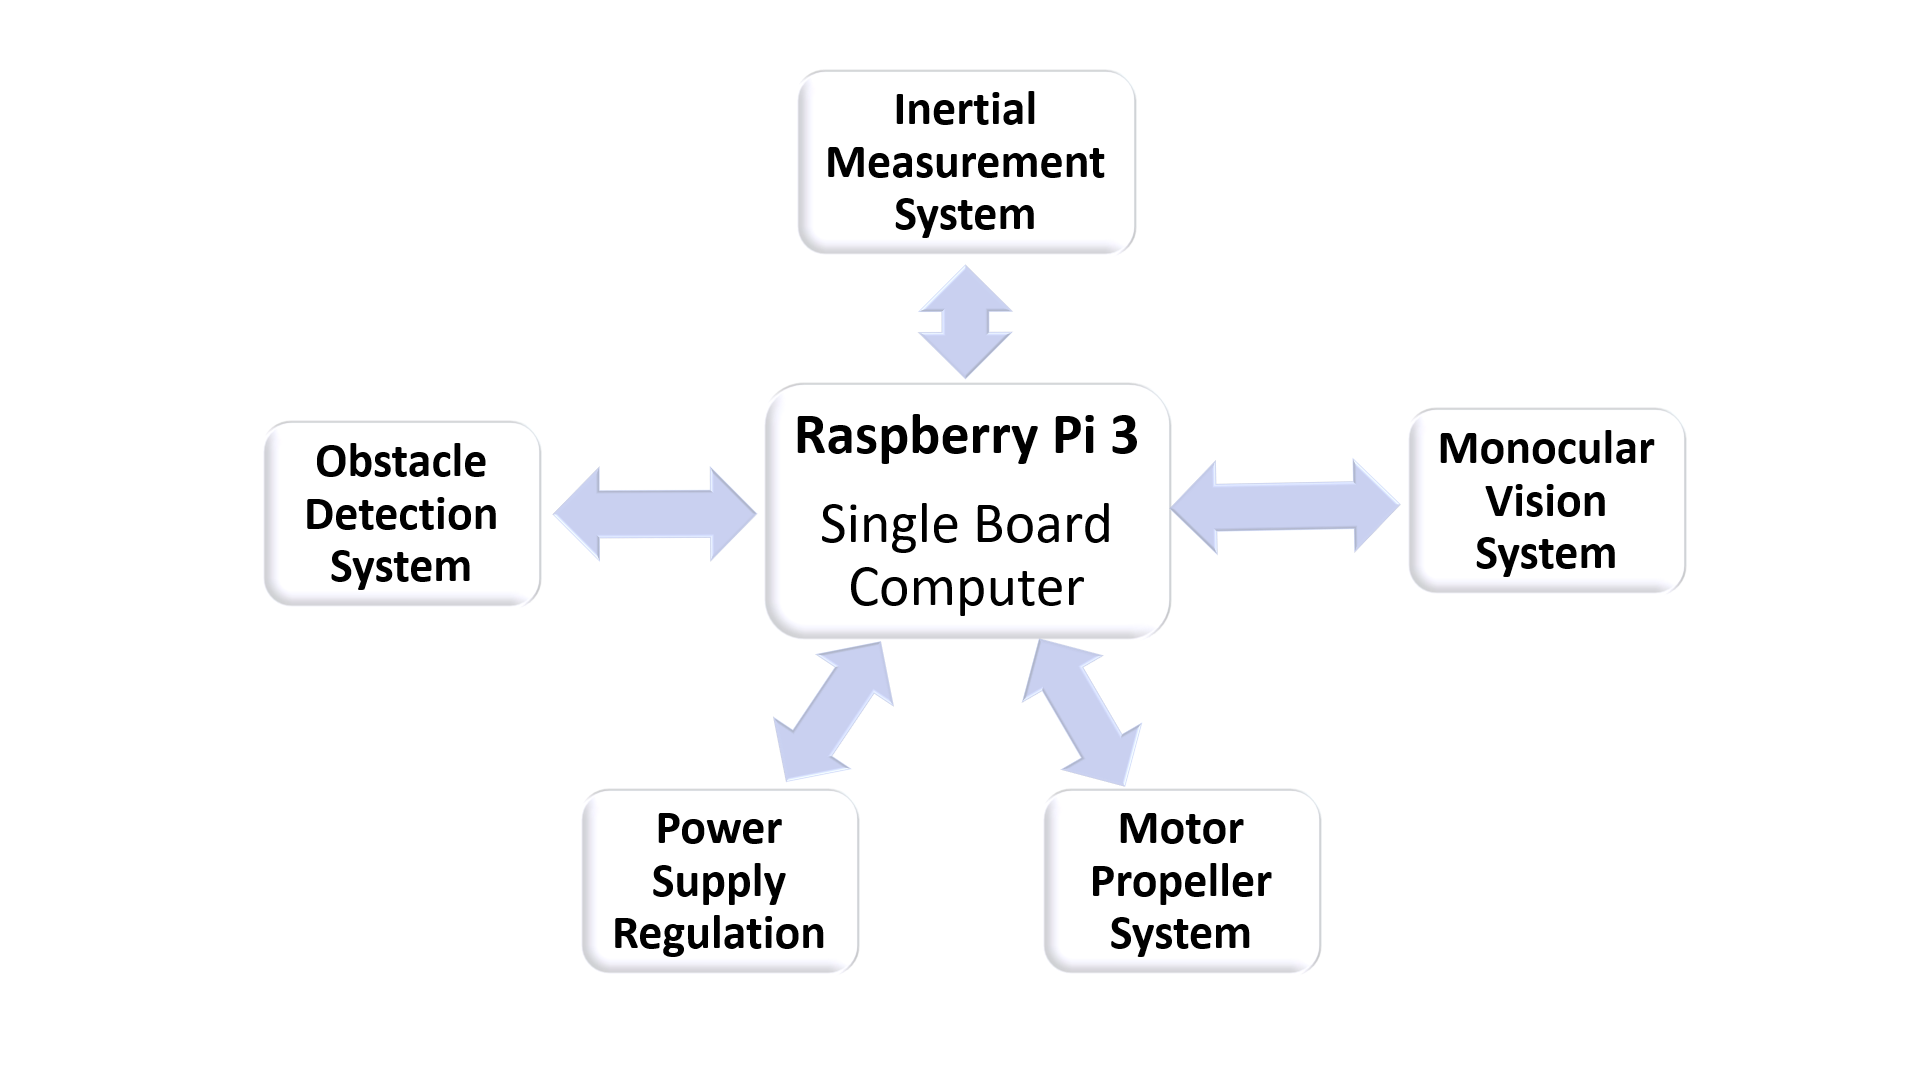 Inertial
Measurement
System
Obstacle
Detection
System
Raspberry Pi 3
Single Board
Computer
Monocular
Vision
System
Power
Supply
Regulation
Motor
Propeller
System